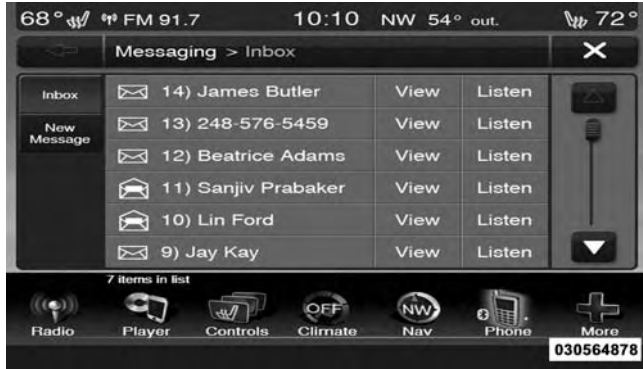 68° FM 91.7 10:10 NW 54° out. 72°
Messaging > Inbox
Inbox
New
Message
14) James Butler View Listen
13) 248-576-5459 View Listen
12) Beatrice Adams View Listen
11) Sanjiv Prabaker View Listen
10) Lin Ford View Listen
9) Jay Kay View Listen
7 items in list
OFF NW
Radio Player Controls Climate Nav Phone More
030564878